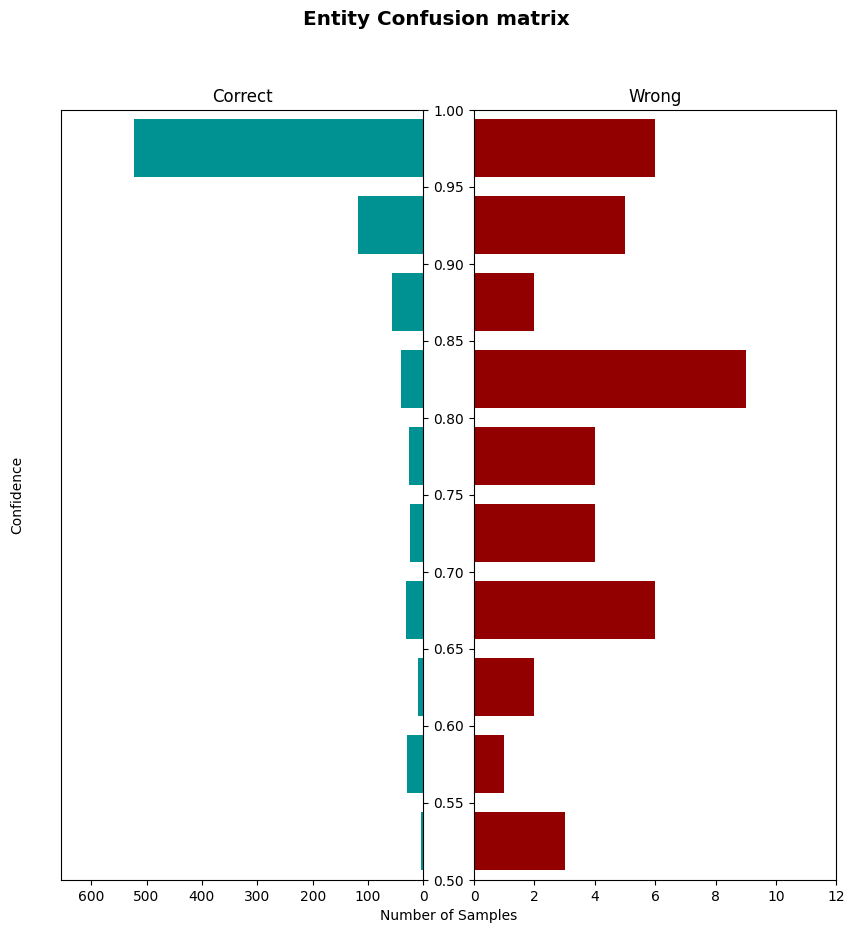 Entity Confusion matrix
Correct
Wrong
Confidence
1.00
0.95
0.90
0.85
0.80
0.75
0.70
0.65
0.60
0.55
0.50
600 500 400 300 200 100 0
0 2 4 6 8 10 12
Number of Samples